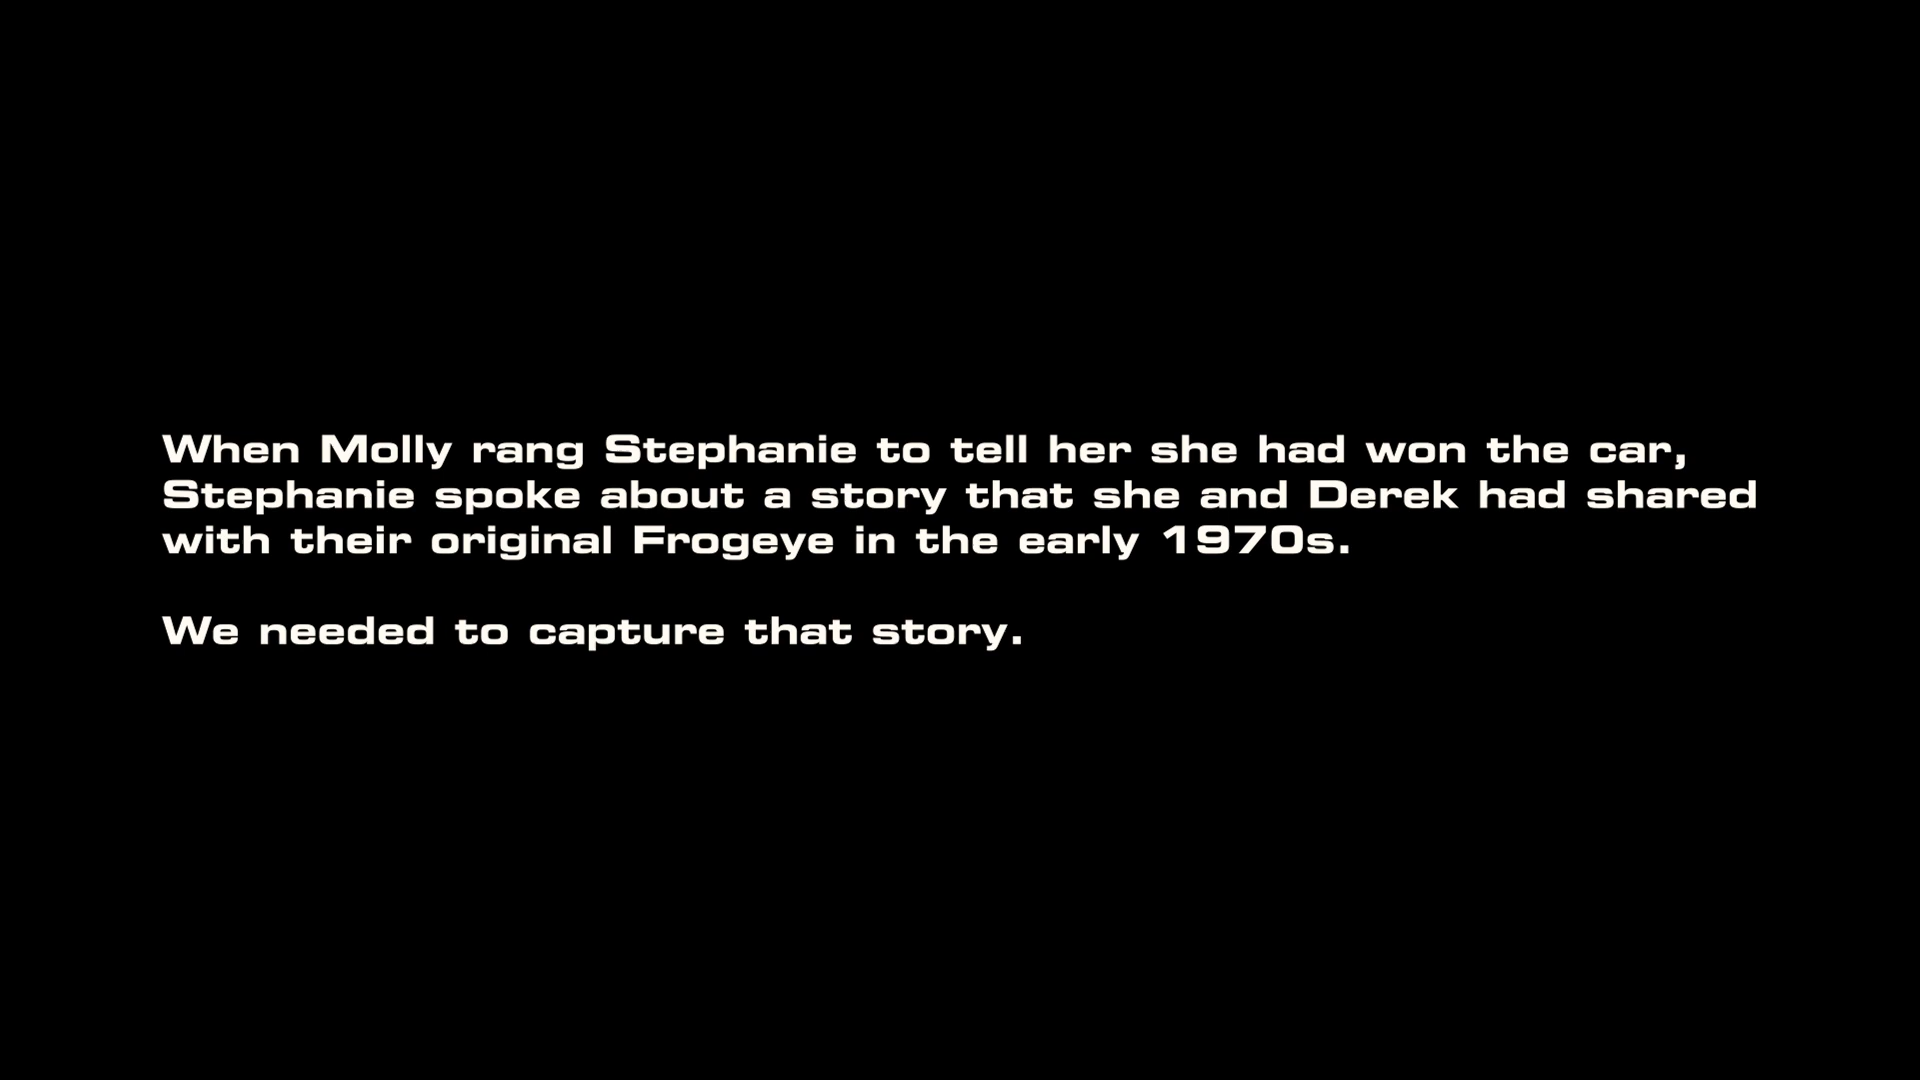 When Molly rang Stephanie to tell her she had won the car,
Stephanie spoke about a story that she and Derek had shared
with their original Frogeye in the early 1970s.
We needed to capture that story.